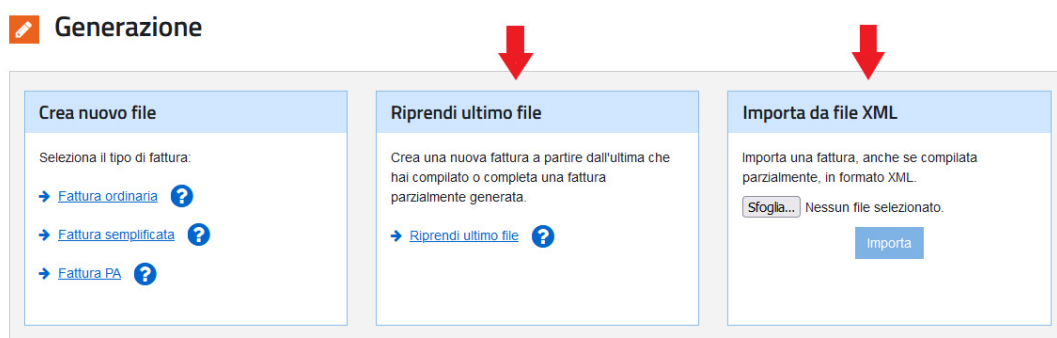 Generazione
Crea nuovo file
Seleziona il tipo di fattura:
Fattura ordinaria ?
Fattura semplificata ?
Fattura PA ?
Riprendi ultimo file
Crea una nuova fattura a partire dall'ultima che
hai compilato o completa una fattura
parzialmente generata.
Riprendi ultimo file ?
Importa da file XML
Importa una fattura, anche se compilata
parzialmente, in formato XML.
Sfoglia... Nessun file selezionato.
Importa